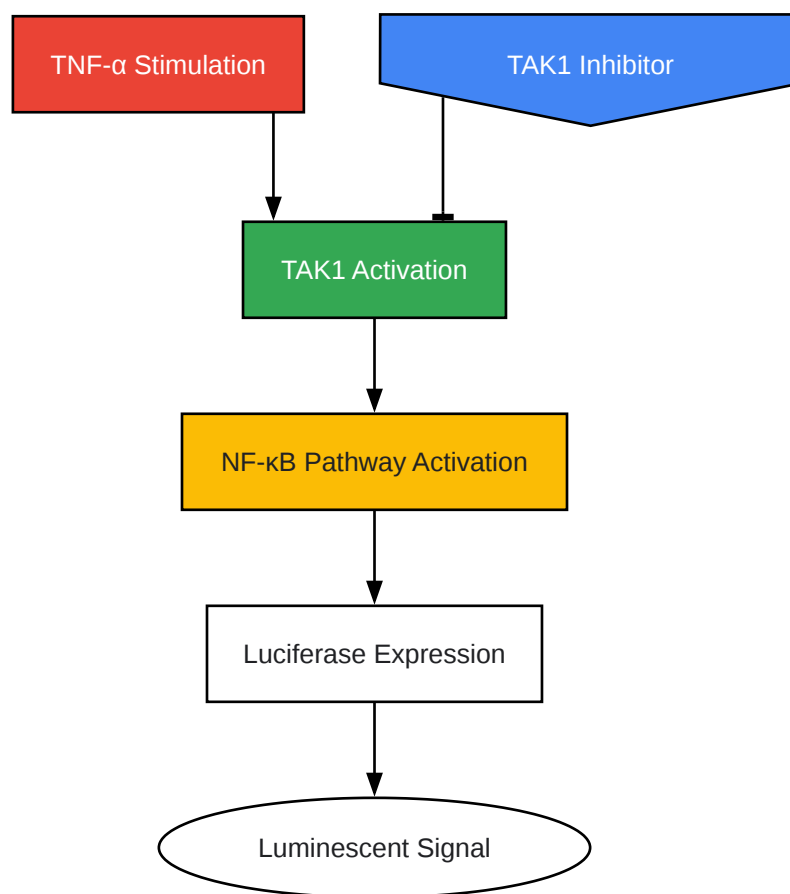 TNF-α Stimulation
TAK1 Inhibitor
TAK1 Activation
NF-κB Pathway Activation
Luciferase Expression
Luminescent Signal